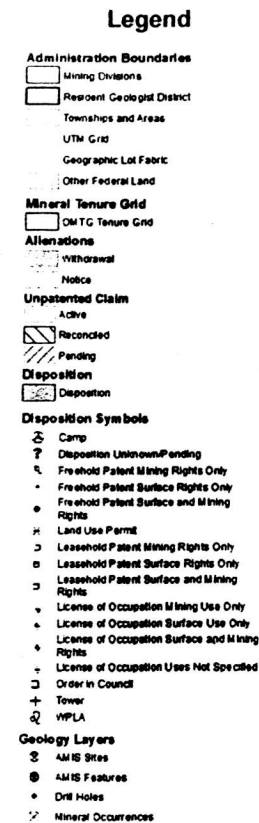 Legend
Administration Boundaries
Mining Divisions
Resident Geologist District
Townships and Areas
UTM Grid
Geographic Lot Fabric
Other Federal Land
Mineral Tenure Grid
OMTG Tenure Grid
Alienations
Withdrawal
Notice
Unpatented Claim
Active
Reconciled
Pending
Disposition
Disposition
Disposition Symbols
Camp
? Disposition Unknown/Pending
Freehold Patent Mining Rights Only
Freehold Patent Surface Rights Only
Freehold Patent Surface and Mining
Rights
Land Use Permit
Leasehold Patent Mining Rights Only
Leasehold Patent Surface Rights Only
Leasehold Patent Surface and Mining
Rights
License of Occupation Mining Use Only
License of Occupation Surface Use Only
License of Occupation Surface and Mining
Rights
License of Occupation Uses Not Specified
Order in Council
Tower
WPLA
Geology Layers
AMIS Sites
AMIS Features
Drill Holes
Mineral Occurrences